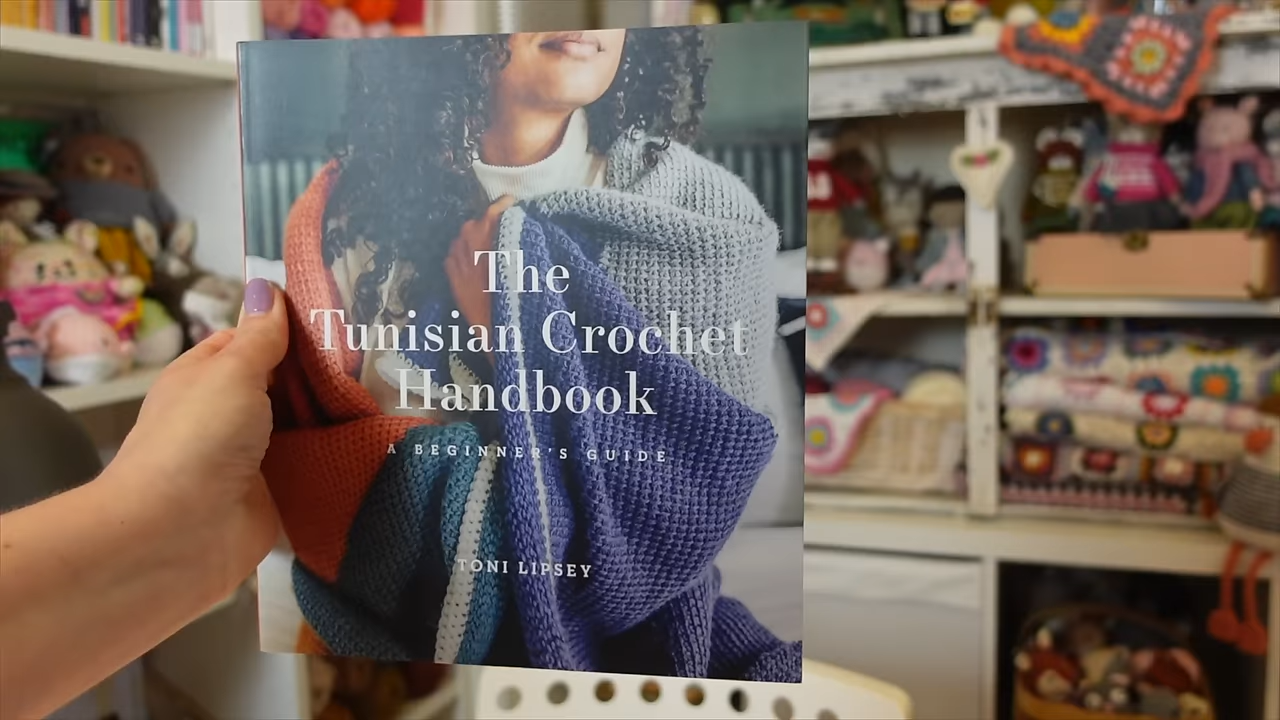 The
Tunisian Crochet
Handbook
A BEGINNER'S GUIDE
TONI LIPSEY